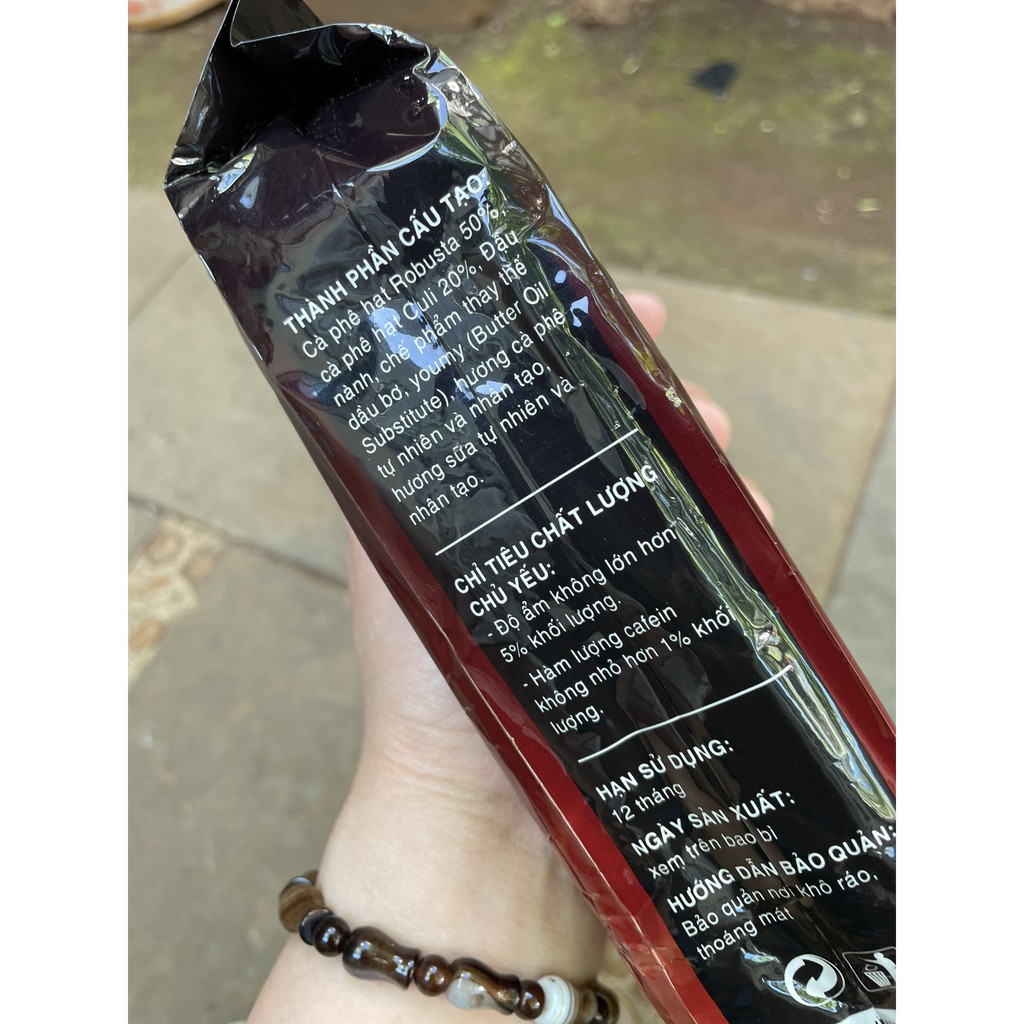 THÀNH PHẦN CẤU TẠO:
Cà phê hạt Robusta 50%,
cà phê hạt Culi 20%, Đậu
nành, chế phẩm thay thế
dầu bơ, youmy (Butter Oil
Substitute), hương cà phê
tự nhiên và nhân tạo,
hương sữa tự nhiên và
nhân tạo.
CHỈ TIÊU CHẤT LƯỢNG
CHỦ YẾU:
- Độ ẩm không lớn hơn
5% khối lượng.
- Hàm lượng cafein
không nhỏ hơn 1% khối
lượng.
HẠN SỬ DỤNG:
12 tháng
NGÀY SẢN XUẤT:
xem trên bao bì
HƯỚNG DẪN BẢO QUẢN:
Bảo quản nơi khô ráo,
thoáng mát